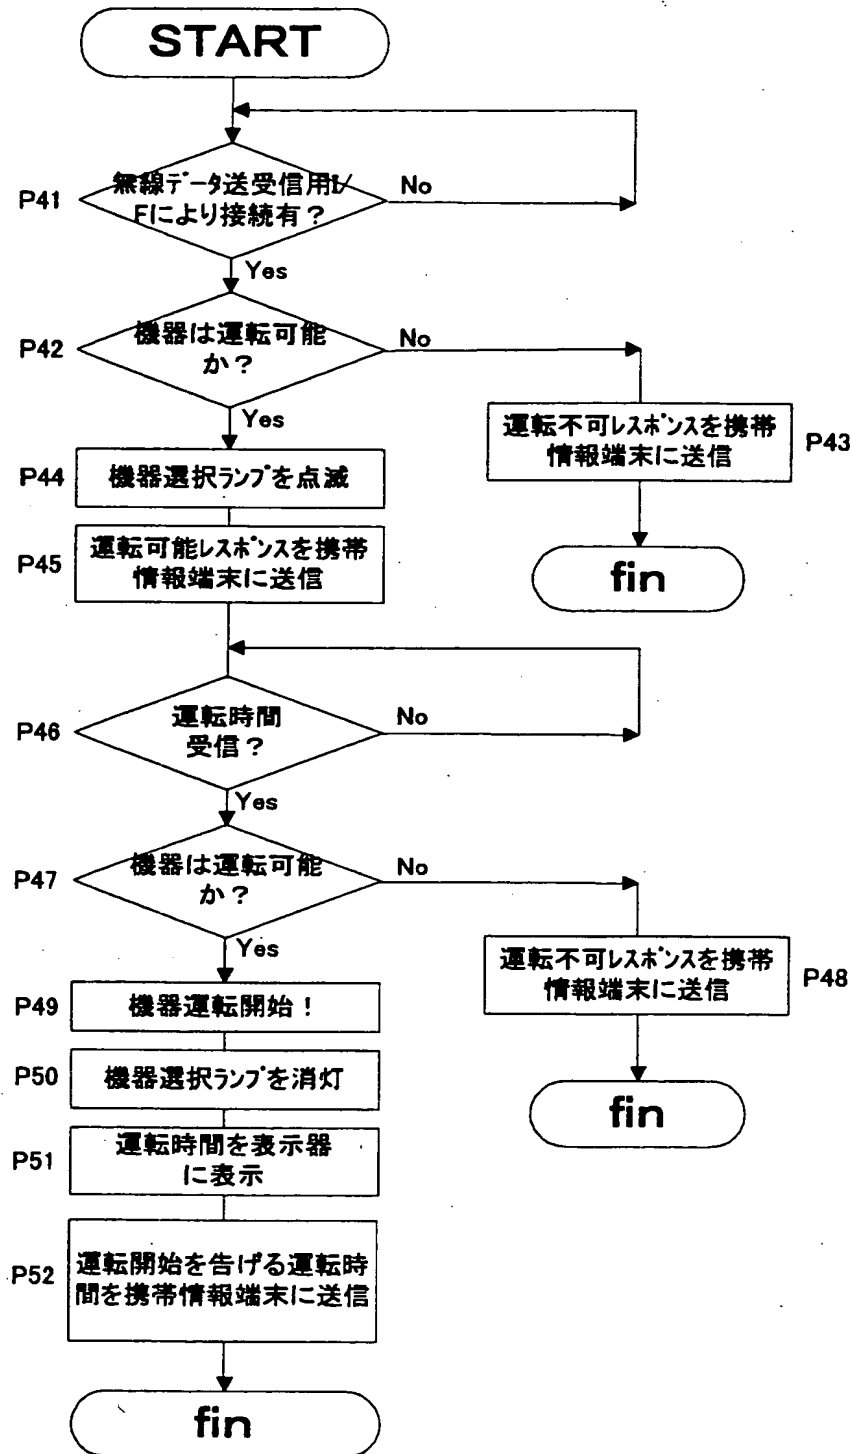 START
無線ﾃﾞｰﾀ送受信用I/
Fにより接続有？
P41
No
Yes
機器は運転可能
か？
P42
No
Yes
運転不可ﾚｽﾎﾟﾝｽを携帯
情報端末に送信
P43
fin
P44
機器選択ﾗﾝﾌﾟを点滅
P45
運転可能ﾚｽﾎﾟﾝｽを携帯
情報端末に送信
P46
運転時間
受信？
No
Yes
P47
機器は運転可能
か？
No
Yes
運転不可ﾚｽﾎﾟﾝｽを携帯
情報端末に送信
P48
fin
P49
機器運転開始！
P50
機器選択ﾗﾝﾌﾟを消灯
P51
運転時間を表示器
に表示
P52
運転開始を告げる運転時
間を携帯情報端末に送信
fin